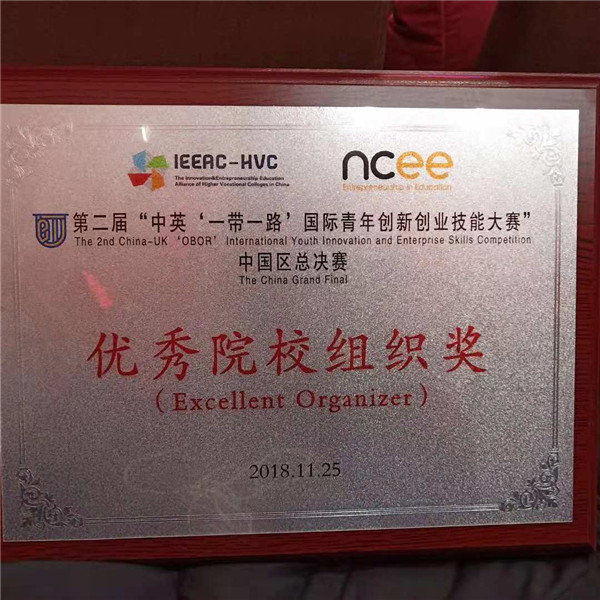 IEEAC-HVC
The Innovation&Entrepreneurship Education
Alliance of Higher Vocational Colleges in China
ncee
Entrepreneurship in Education
第二届“中英‘一带一路’国际青年创新创业技能大赛”
The 2nd China-UK ‘OBOR’ International Youth Innovation and Enterprise Skills Competition
中国区总决赛
The China Grand Final
优秀院校组织奖
（Excellent Organizer）
2018.11.25